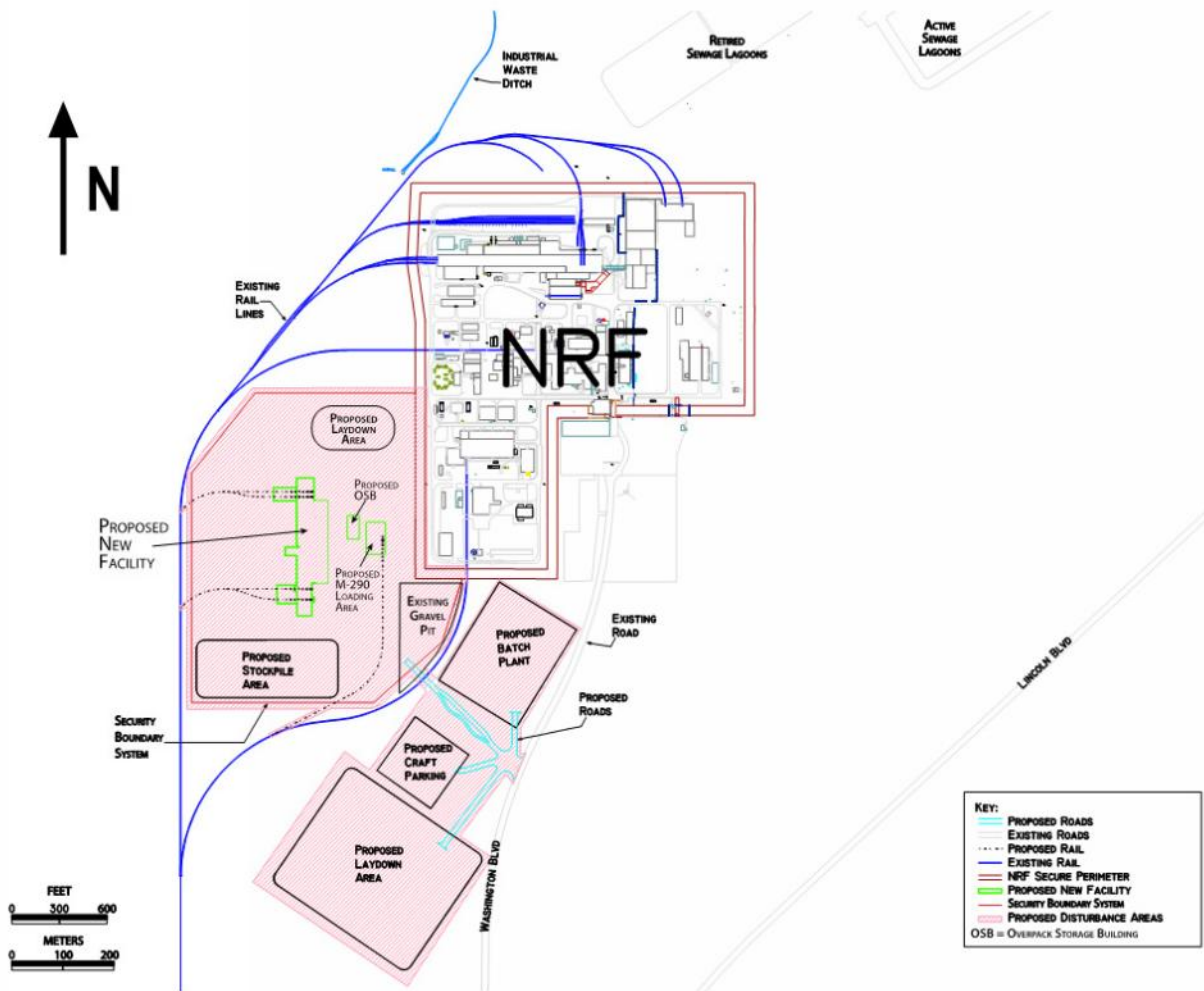 INDUSTRIAL
WASTE
DITCH
RETIRED
SEWAGE LAGOONS
ACTIVE
SEWAGE
LAGOONS
N
EXISTING
RAIL
LINES
NRF
PROPOSED
LAYDOWN
AREA
PROPOSED
OSB
PROPOSED
NEW
FACILITY
PROPOSED
M-290
LOADING
AREA
EXISTING
GRAVEL
PIT
PROPOSED
BATCH
PLANT
EXISTING
ROAD
PROPOSED
STOCKPILE
AREA
LINCOLN BLVD
PROPOSED
ROADS
SECURITY
BOUNDARY
SYSTEM
PROPOSED
CRAFT
PARKING
PROPOSED
LAYDOWN
AREA
WASHINGTON BLVD
FEET
0 300 600
METERS
0 100 200
KEY:
PROPOSED ROADS
EXISTING ROADS
PROPOSED RAIL
EXISTING RAIL
NRF SECURE PERIMETER
PROPOSED NEW FACILITY
SECURITY BOUNDARY SYSTEM
PROPOSED DISTURBANCE AREAS
OSB = OVERPACK STORAGE BUILDING